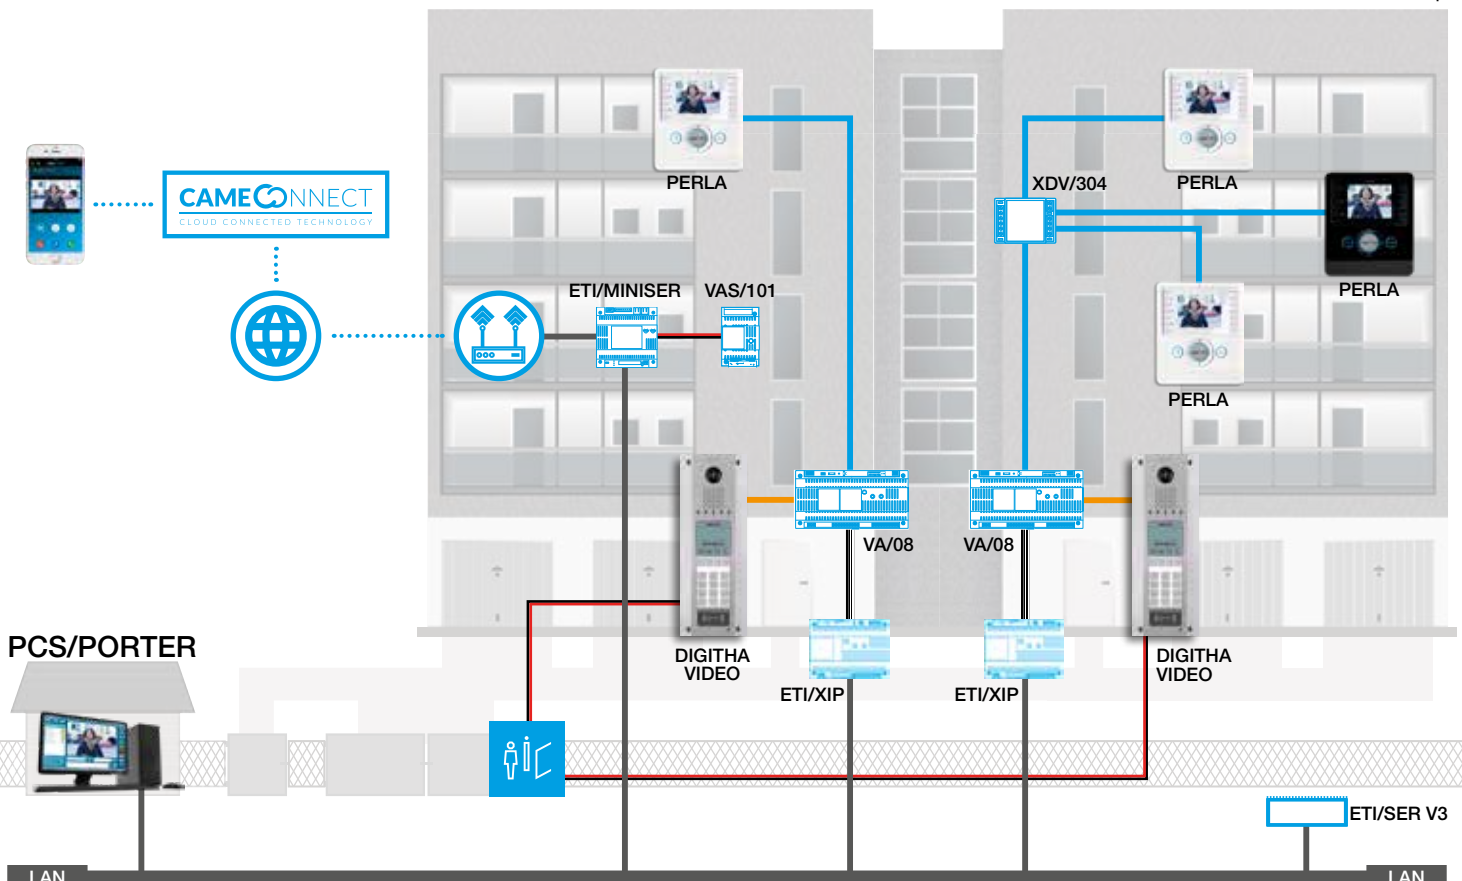 PERLA
XDV/304
PERLA
CAMECONNECT
CLOUD CONNECTED TECHNOLOGY
ETI/MINISER
VAS/101
PERLA
PERLA
VA/08
VA/08
PCS/PORTER
DIGITHA
VIDEO
ETI/XIP
ETI/XIP
DIGITHA
VIDEO
ETI/SER V3
LAN
LAN